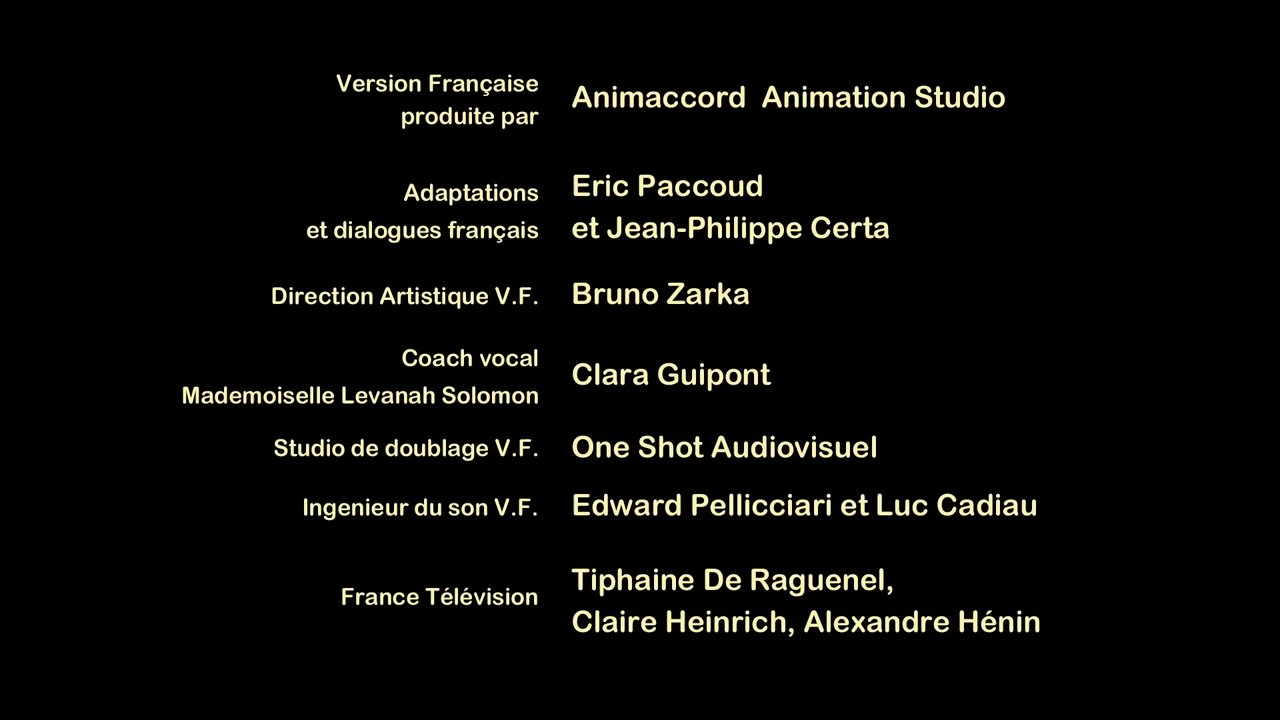 Version Française
produite par
Animaccord  Animation Studio
Adaptations
et dialogues français
Eric Paccoud
et Jean-Philippe Certa
Direction Artistique V.F.
Bruno Zarka
Coach vocal
Mademoiselle Levanah Solomon
Clara Guipont
Studio de doublage V.F.
One Shot Audiovisuel
Ingenieur du son V.F.
Edward Pellicciari et Luc Cadiau
France Télévision
Tiphaine De Raguenel,
Claire Heinrich, Alexandre Hénin